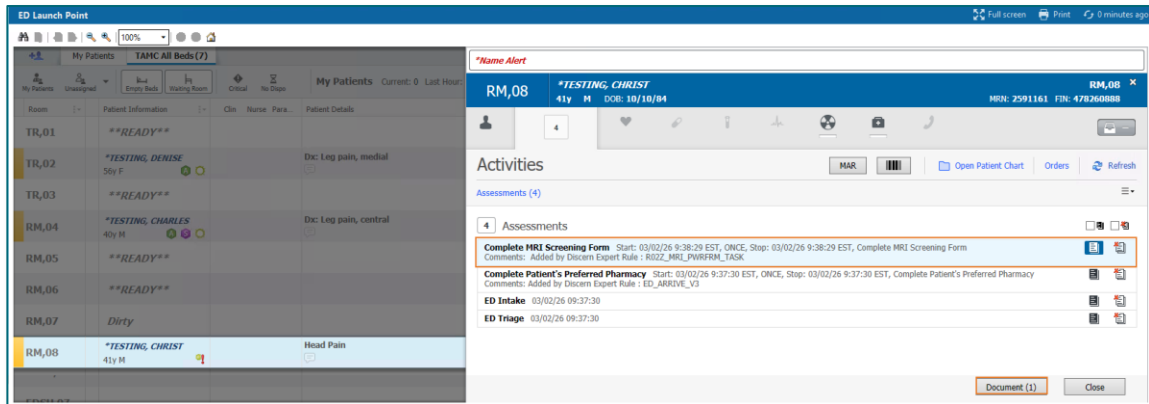 ED Launch Point
Full screen Print 0 minutes ago
100%
My Patients TAMC All Beds (7)
My Patients Unassigned Empty Beds Waiting Room Critical No Dispo My Patients Current: 0 Last Hour:
Room Patient Information Clin Nurse Para... Patient Details
TR,01 **READY**
TR,02 *TESTING, DENISE Dx: Leg pain, medial
56y F
TR,03 **READY**
RM,04 *TESTING, CHARLES Dx: Leg pain, central
40y M
RM,05 **READY**
RM,06 **READY**
RM,07 Dirty
RM,08 *TESTING, CHRIST Head Pain
41y M
*Name Alert
RM,08 *TESTING, CHRIST RM,08 ×
41y M DOB: 10/10/84 MRN: 2591161 FIN: 478260888
4
Activities MAR Open Patient Chart Orders Refresh
Assessments (4)
4 Assessments
Complete MRI Screening Form Start: 03/02/26 9:38:29 EST, ONCE, Stop: 03/02/26 9:38:29 EST, Complete MRI Screening Form
Comments: Added by Discern Expert Rule : R02Z_MRI_PWRFRM_TASK
Complete Patient's Preferred Pharmacy Start: 03/02/26 9:37:30 EST, ONCE, Stop: 03/02/26 9:37:30 EST, Complete Patient's Preferred Pharmacy
Comments: Added by Discern Expert Rule : ED_ARRIVE_V3
ED Intake 03/02/26 09:37:30
ED Triage 03/02/26 09:37:30
Document (1) Close